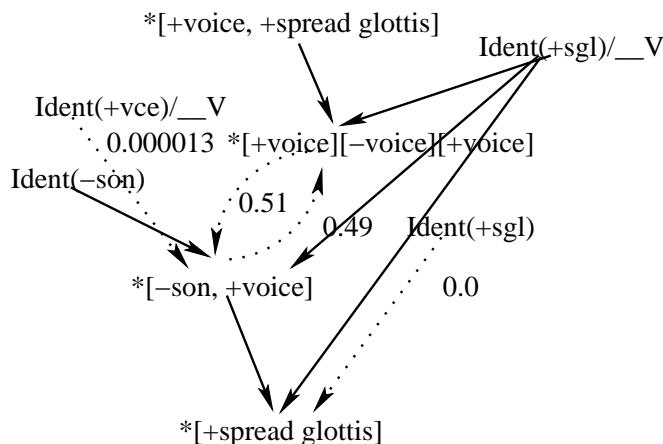 *[+voice, +spread glottis]
Ident(+sgl)/__V
Ident(+vce)/__V
0.000013
*[+voice][−voice][+voice]
Ident(−son)
0.51
0.49
Ident(+sgl)
*[−son, +voice]
0.0
*[+spread glottis]